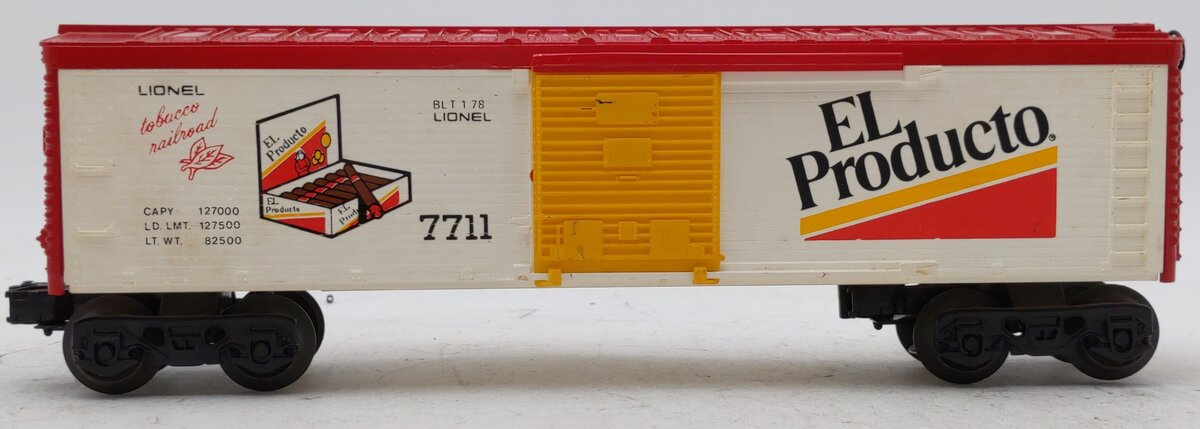 LIONEL
tobacco
railroad
EL
Producto
EL
Producto
EL
Produ
CAPY 127000
LD. LMT. 127500
LT. WT. 82500
BLT 1 78
LIONEL
7711
EL
Producto®